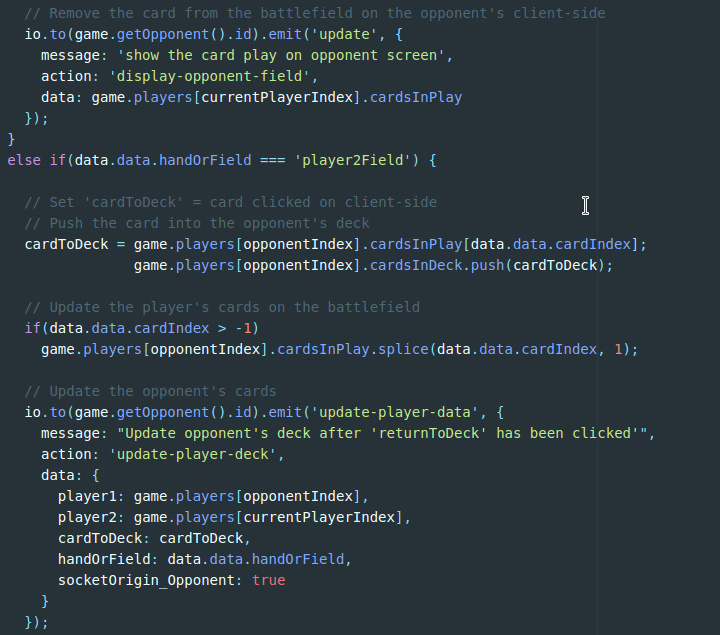 // Remove the card from the battlefield on the opponent's client-side
io.to(game.getOpponent().id).emit('update', {
message: 'show the card play on opponent screen',
action: 'display-opponent-field',
data: game.players[currentPlayerIndex].cardsInPlay
});
}
else if(data.data.handOrField === 'player2Field') {
// Set 'cardToDeck' = card clicked on client-side
// Push the card into the opponent's deck
cardToDeck = game.players[opponentIndex].cardsInPlay[data.data.cardIndex];
game.players[opponentIndex].cardsInDeck.push(cardToDeck);
// Update the player's cards on the battlefield
if(data.data.cardIndex > -1)
game.players[opponentIndex].cardsInPlay.splice(data.data.cardIndex, 1);
// Update the opponent's cards
io.to(game.getOpponent().id).emit('update-player-data', {
message: "Update opponent's deck after 'returnToDeck' has been clicked'",
action: 'update-player-deck',
data: {
player1: game.players[opponentIndex],
player2: game.players[currentPlayerIndex],
cardToDeck: cardToDeck,
handOrField: data.data.handOrField,
socketOrigin_Opponent: true
}
});